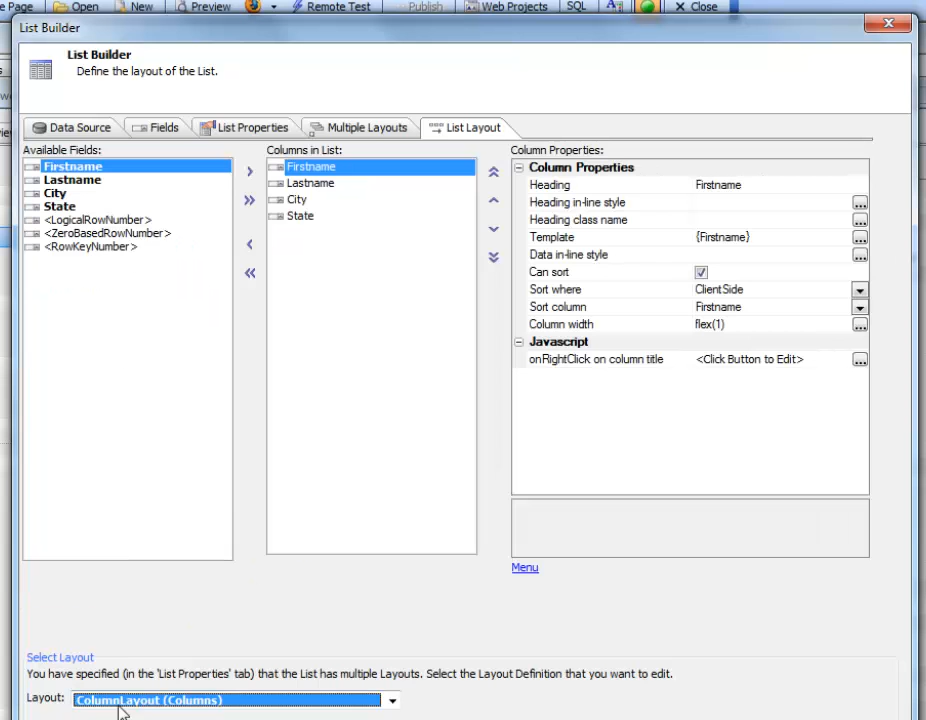 e Page Open New Preview Remote Test Publish Web Projects SQL Close
List Builder
List Builder
Define the layout of the List.
Data Source Fields List Properties Multiple Layouts List Layout
Available Fields:
Firstname
Lastname
City
State
<LogicalRowNumber>
<ZeroBasedRowNumber>
<RowKeyNumber>
Columns in List:
Firstname
Lastname
City
State
Column Properties:
Column Properties
Heading Firstname
Heading in-line style ...
Heading class name ...
Template {Firstname} ...
Data in-line style ...
Can sort
Sort where ClientSide
Sort column Firstname
Column width flex(1) ...
Javascript
onRightClick on column title <Click Button to Edit> ...
Menu
Select Layout
You have specified (in the 'List Properties' tab) that the List has multiple Layouts. Select the Layout Definition that you want to edit.
Layout: ColumnLayout (Columns)